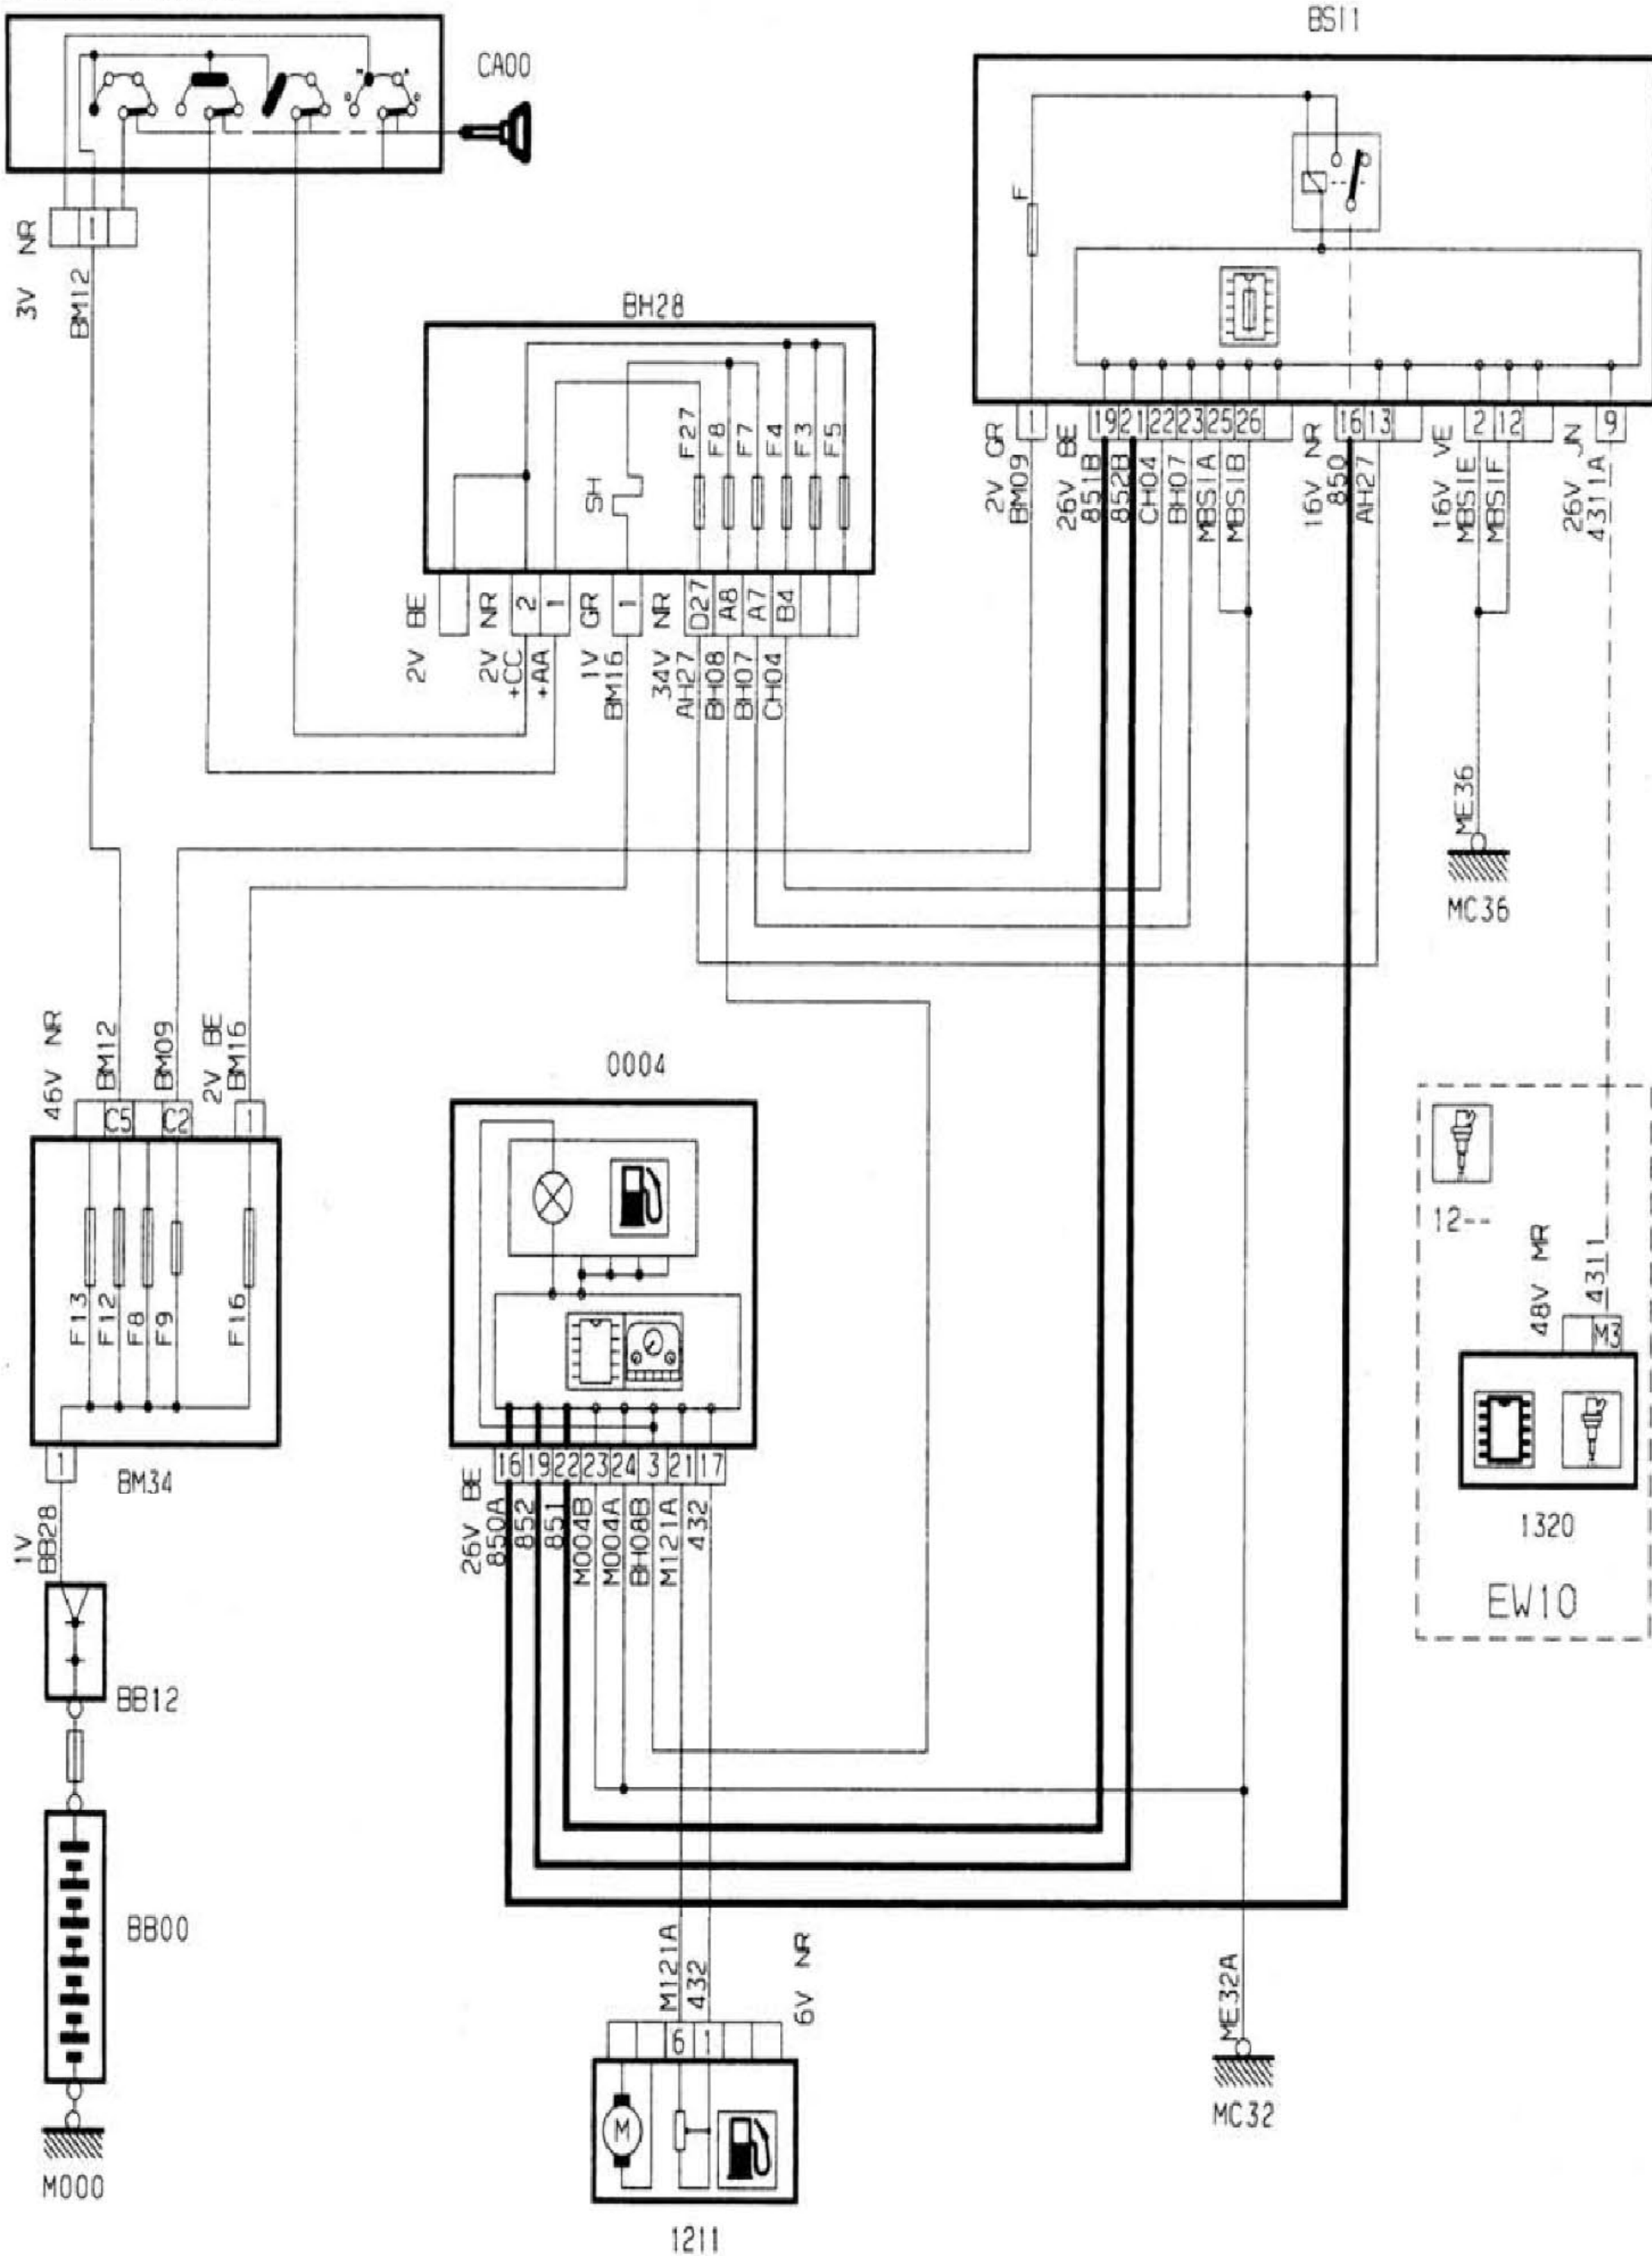 BSI1
CA00
3V NR
BM12
1
F
BH28
SH
F27
F8
F7
F4
F3
F5
2V BE
2V NR
+CC
+AA
2
1
1V GR
BM16
1
34V NR
AH27
BH08
BH07
CH04
D27
A8
A7
B4
2V GR
BM09
1
26V BE
851B
852B
CH04
BH07
MBS1A
MBS1B
19
21
22
23
25
26
16V NR
850
AH27
16
13
16V VE
MBS1E
MBS1F
2
12
26V JN
4311A
9
ME36
MC36
46V NR
BM12
BM09
2V BE
BM16
C5
C2
1
F13
F12
F8
F9
F16
1
BM34
1V
BB28
BB12
BB00
M000
0004
26V BE
16
19
22
23
24
3
21
17
850A
852
851
M004B
M004A
BH08B
M121A
432
12--
48V MR
4311
M3
1320
EW10
M121A
432
6V NR
6
1
M
1211
ME32A
MC32